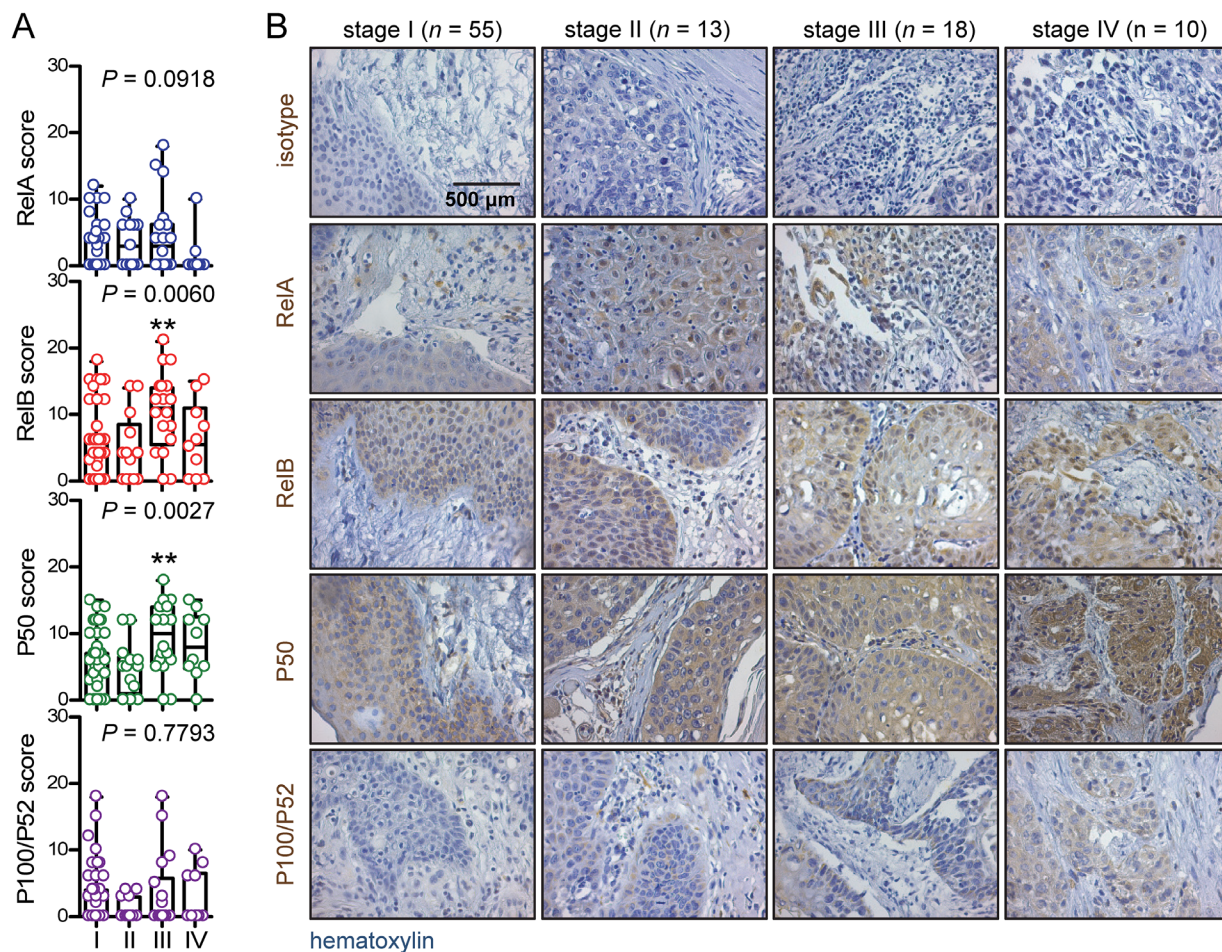 A
30
20
10
0
RelA score
P = 0.0918
30
20
10
0
RelB score
P = 0.0060
**
30
20
10
0
P50 score
P = 0.0027
**
30
20
10
0
P100/P52 score
P = 0.7793
I II III IV
B
stage I (n = 55) stage II (n = 13) stage III (n = 18) stage IV (n = 10)
isotype
500 µm
RelA
RelB
P50
P100/P52
hematoxylin